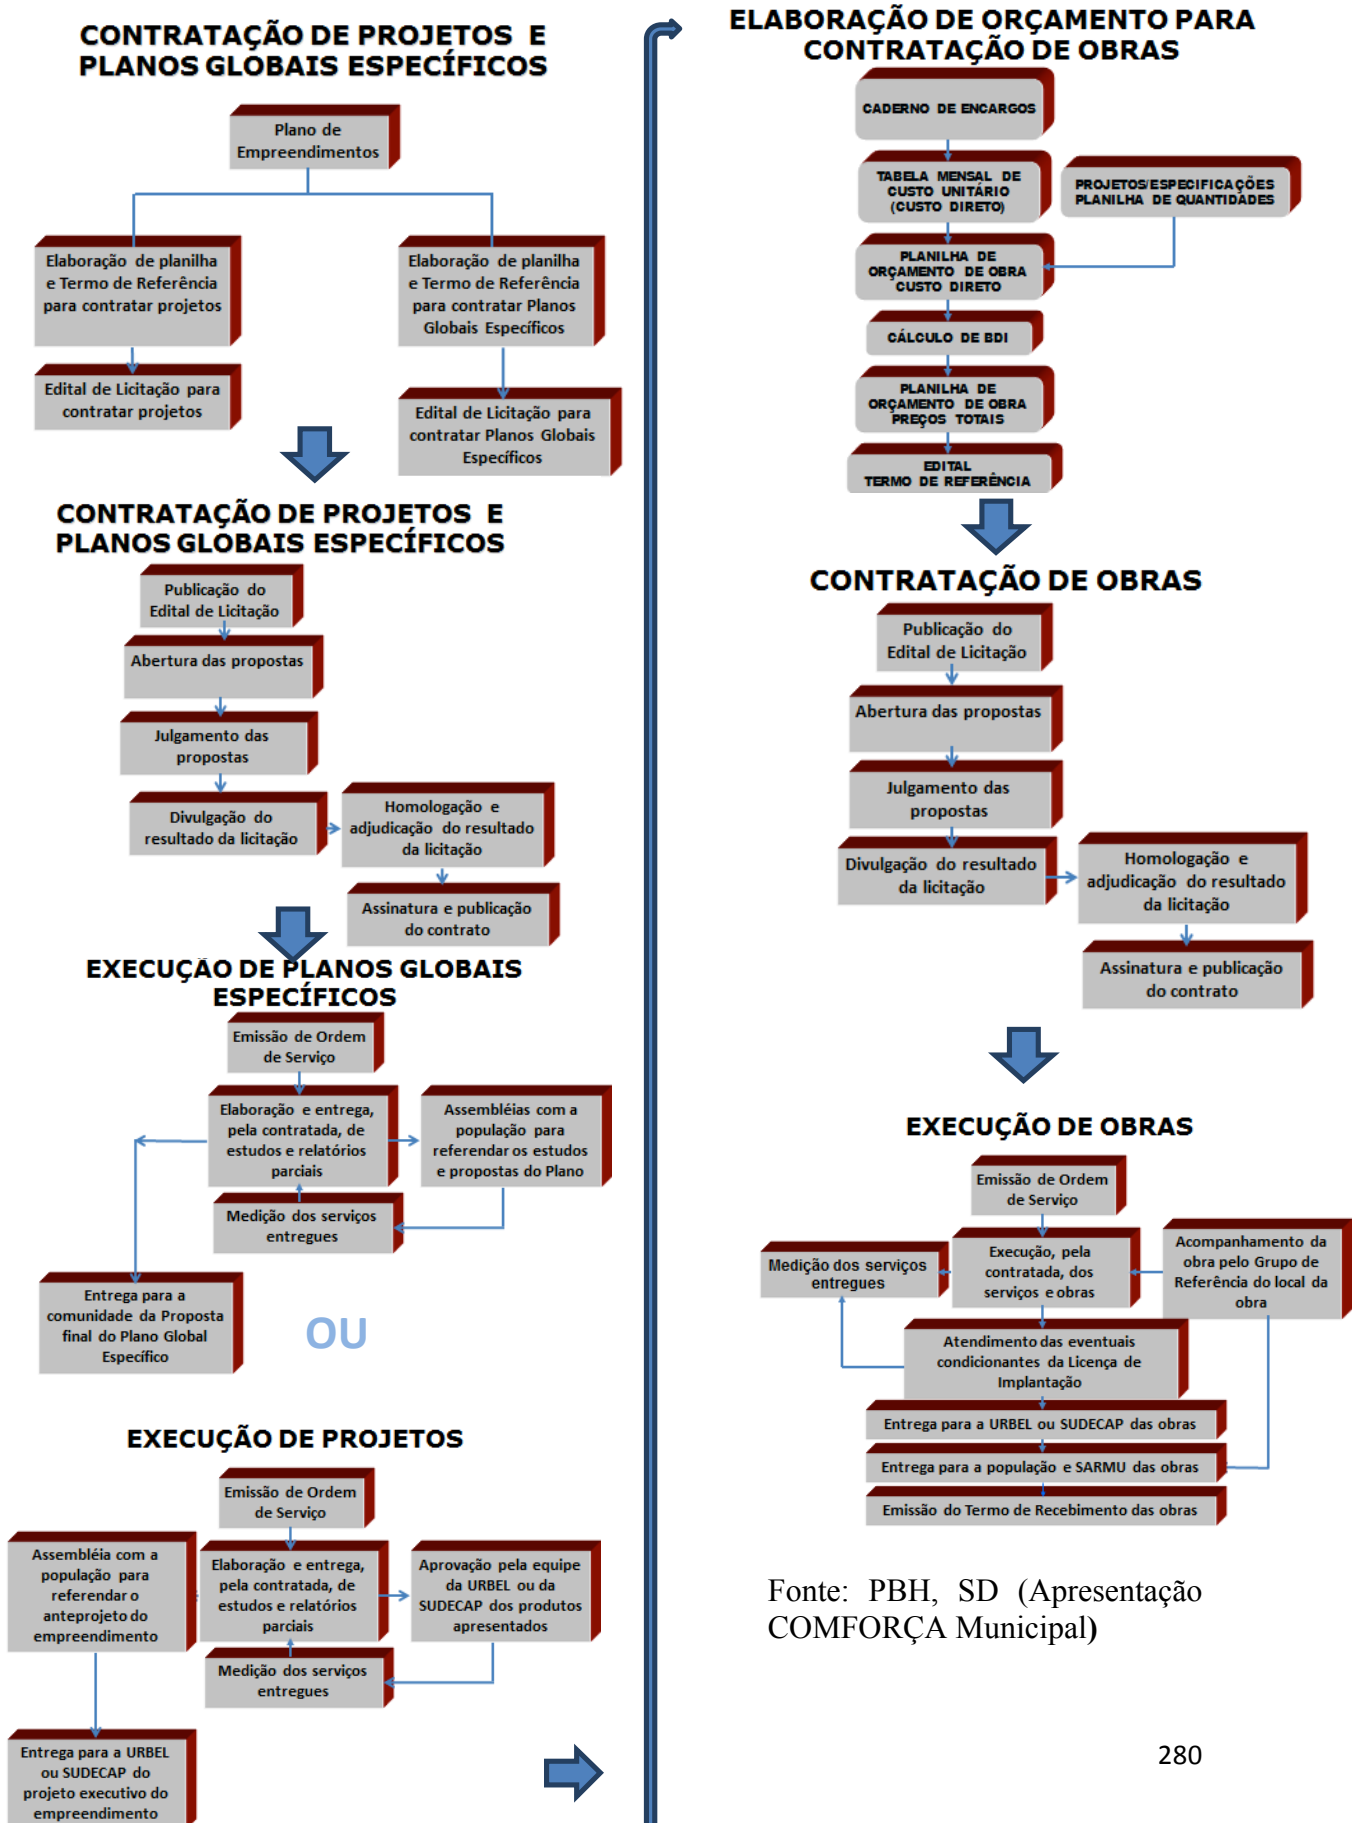 CONTRATAÇÃO DE PROJETOS E
PLANOS GLOBAIS ESPECÍFICOS
Plano de
Empreendimentos
Elaboração de planilha
e Termo de Referência
para contratar projetos
Elaboração de planilha
e Termo de Referência
para contratar Planos
Globais Específicos
Edital de Licitação para
contratar projetos
Edital de Licitação para
contratar Planos Globais
Específicos
CONTRATAÇÃO DE PROJETOS E
PLANOS GLOBAIS ESPECÍFICOS
Publicação do
Edital de Licitação
Abertura das propostas
Julgamento das
propostas
Divulgação do
resultado da licitação
Homologação e
adjudicação do resultado
da licitação
Assinatura e publicação
do contrato
EXECUÇÃO DE PLANOS GLOBAIS
ESPECÍFICOS
Emissão de Ordem
de Serviço
Elaboração e entrega,
pela contratada, de
estudos e relatórios
parciais
Assembléias com a
população para
referendar os estudos
e propostas do Plano
Medição dos serviços
entregues
Entrega para a
comunidade da Proposta
final do Plano Global
Específico
OU
EXECUÇÃO DE PROJETOS
Emissão de Ordem
de Serviço
Assembléia com a
população para
referendar o
anteprojeto do
empreendimento
Elaboração e entrega,
pela contratada, de
estudos e relatórios
parciais
Aprovação pela equipe
da URBEL ou da
SUDECAP dos produtos
apresentados
Medição dos serviços
entregues
Entrega para a URBEL
ou SUDECAP do
projeto executivo do
empreendimento
ELABORAÇÃO DE ORÇAMENTO PARA
CONTRATAÇÃO DE OBRAS
CADERNO DE ENCARGOS
TABELA MENSAL DE
CUSTO UNITÁRIO
(CUSTO DIRETO)
PROJETOS/ESPECIFICAÇÕES
PLANILHA DE QUANTIDADES
PLANILHA DE
ORÇAMENTO DE OBRA
CUSTO DIRETO
CÁLCULO DE BDI
PLANILHA DE
ORÇAMENTO DE OBRA
PREÇOS TOTAIS
EDITAL
TERMO DE REFERÊNCIA
CONTRATAÇÃO DE OBRAS
Publicação do
Edital de Licitação
Abertura das propostas
Julgamento das
propostas
Divulgação do resultado
da licitação
Homologação e
adjudicação do resultado
da licitação
Assinatura e publicação
do contrato
EXECUÇÃO DE OBRAS
Emissão de Ordem
de Serviço
Medição dos serviços
entregues
Execução, pela
contratada, dos
serviços e obras
Acompanhamento da
obra pelo Grupo de
Referência do local da
obra
Atendimento das eventuais
condicionantes da Licença de
Implantação
Entrega para a URBEL ou SUDECAP das obras
Entrega para a população e SARMU das obras
Emissão do Termo de Recebimento das obras
Fonte: PBH, SD (Apresentação
COMFORÇA Municipal)
280